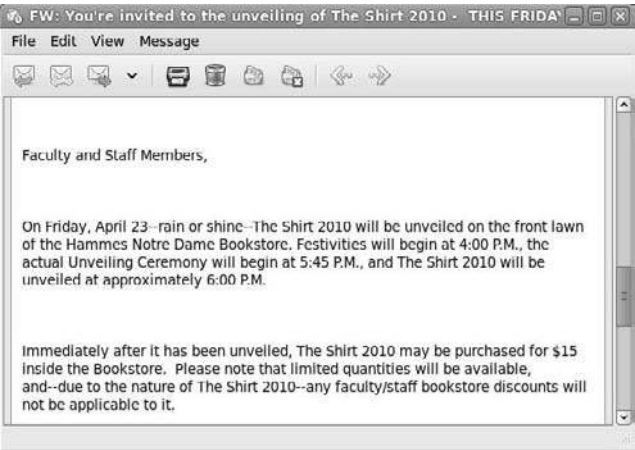 FW: You're invited to the unveiling of The Shirt 2010 - THIS FRIDAY
File Edit View Message
Faculty and Staff Members,
On Friday, April 23--rain or shine--The Shirt 2010 will be unveiled on the front lawn
of the Hammes Notre Dame Bookstore. Festivities will begin at 4:00 P.M., the
actual Unveiling Ceremony will begin at 5:45 P.M., and The Shirt 2010 will be
unveiled at approximately 6:00 P.M.
Immediately after it has been unveiled, The Shirt 2010 may be purchased for $15
inside the Bookstore.  Please note that limited quantities will be available,
and--due to the nature of The Shirt 2010--any faculty/staff bookstore discounts will
not be applicable to it.